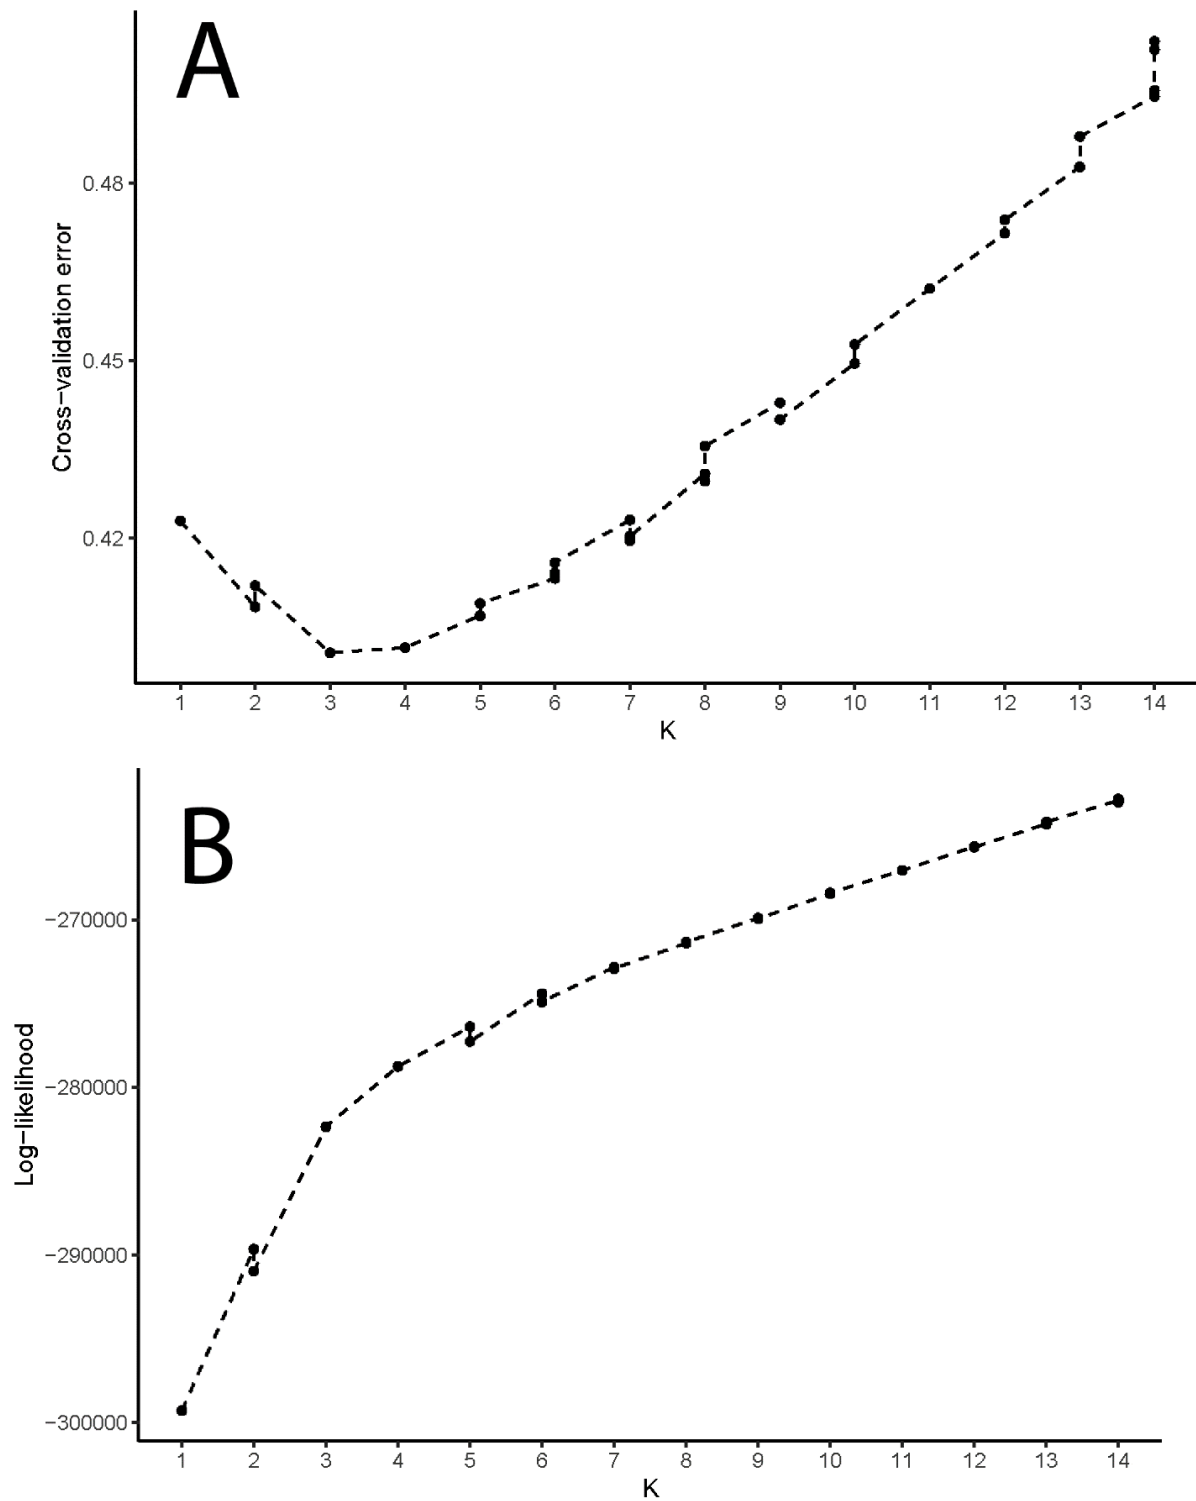 A
Cross-validation error
0.48
0.45
0.42
1 2 3 4 5 6 7 8 9 10 11 12 13 14
K
B
Log-likelihood
−270000
−280000
−290000
−300000
1 2 3 4 5 6 7 8 9 10 11 12 13 14
K